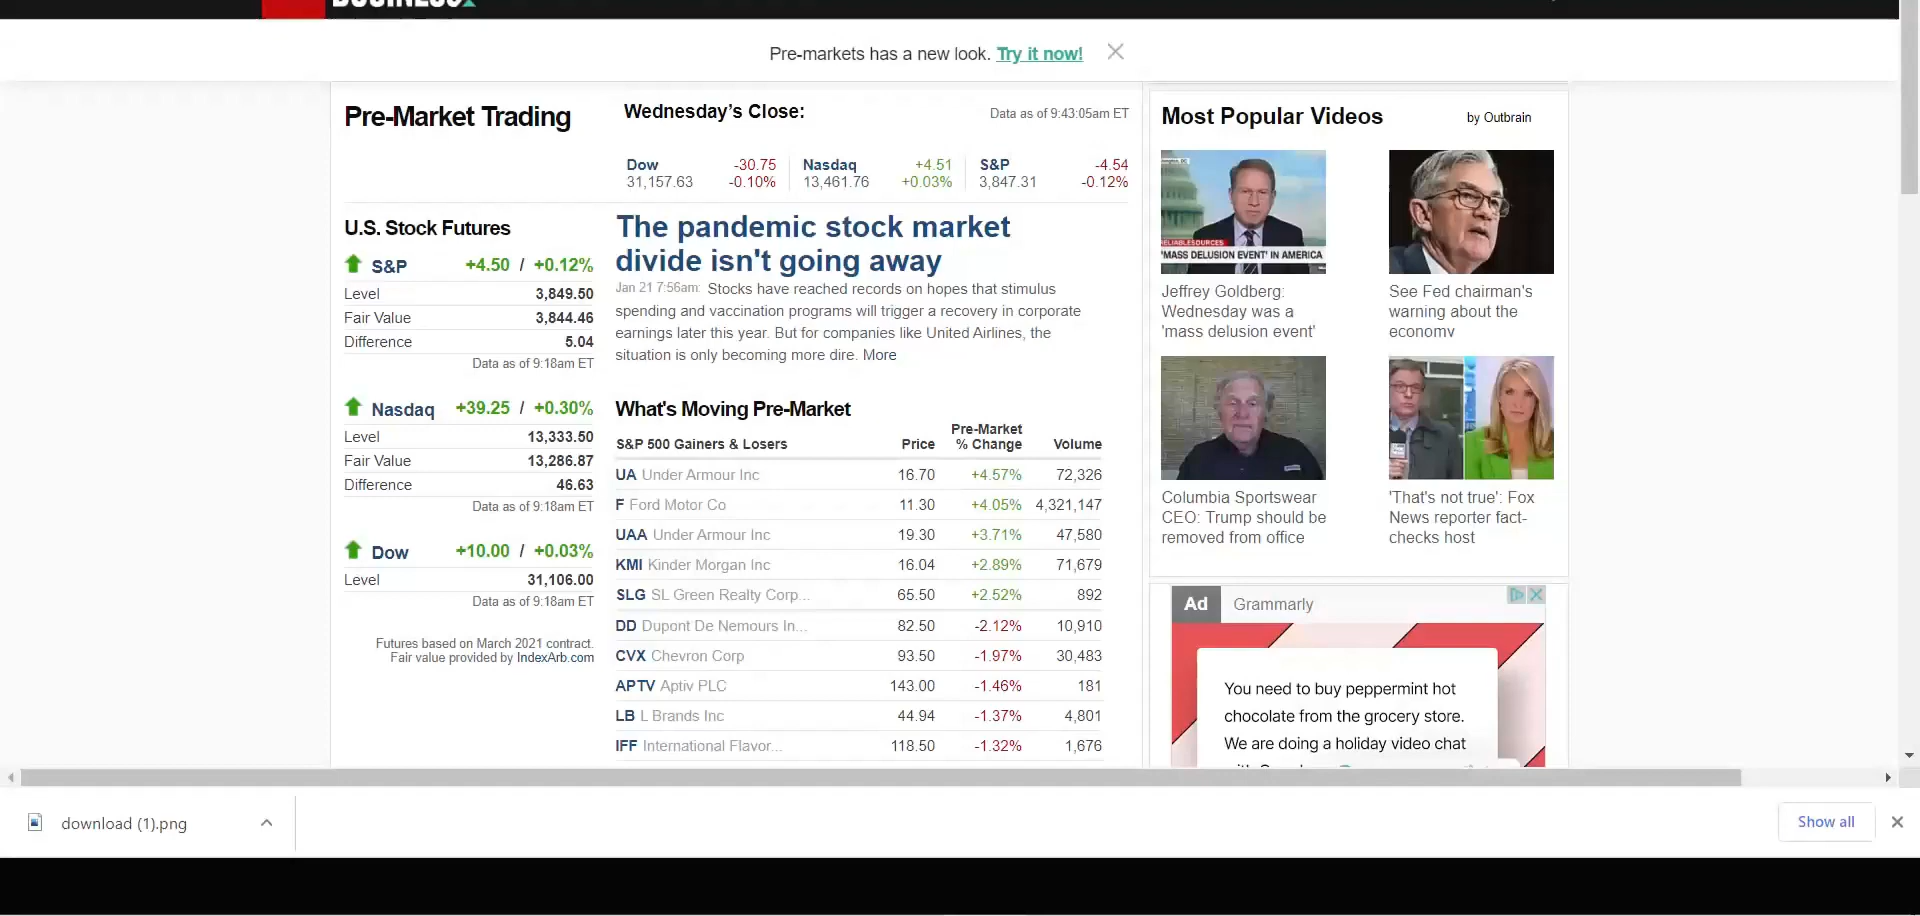 BUSINESS
Pre-markets has a new look. Try it now!
Pre-Market Trading
Wednesday's Close:
Data as of 9:43:05am ET
Dow -30.75
31,157.63 -0.10%
Nasdaq +4.51
13,461.76 +0.03%
S&P -4.54
3,847.31 -0.12%
U.S. Stock Futures
S&P +4.50 / +0.12%
Level 3,849.50
Fair Value 3,844.46
Difference 5.04
Data as of 9:18am ET
Nasdaq +39.25 / +0.30%
Level 13,333.50
Fair Value 13,286.87
Difference 46.63
Data as of 9:18am ET
Dow +10.00 / +0.03%
Level 31,106.00
Data as of 9:18am ET
Futures based on March 2021 contract.
Fair value provided by IndexArb.com
The pandemic stock market
divide isn't going away
Jan 21 7:56am: Stocks have reached records on hopes that stimulus
spending and vaccination programs will trigger a recovery in corporate
earnings later this year. But for companies like United Airlines, the
situation is only becoming more dire. More
What's Moving Pre-Market
S&P 500 Gainers & Losers Price Pre-Market % Change Volume
UA Under Armour Inc 16.70 +4.57% 72,326
F Ford Motor Co 11.30 +4.05% 4,321,147
UAA Under Armour Inc 19.30 +3.71% 47,580
KMI Kinder Morgan Inc 16.04 +2.89% 71,679
SLG SL Green Realty Corp... 65.50 +2.52% 892
DD Dupont De Nemours In... 82.50 -2.12% 10,910
CVX Chevron Corp 93.50 -1.97% 30,483
APTV Aptiv PLC 143.00 -1.46% 181
LB L Brands Inc 44.94 -1.37% 4,801
IFF International Flavor... 118.50 -1.32% 1,676
Most Popular Videos
by Outbrain
RELIABLE SOURCES
'MASS DELUSION EVENT' IN AMERICA
Jeffrey Goldberg:
Wednesday was a
'mass delusion event'
See Fed chairman's
warning about the
economy
Columbia Sportswear
CEO: Trump should be
removed from office
'That's not true': Fox
News reporter fact-
checks host
Ad Grammarly
You need to buy peppermint hot
chocolate from the grocery store.
We are doing a holiday video chat
download (1).png
Show all